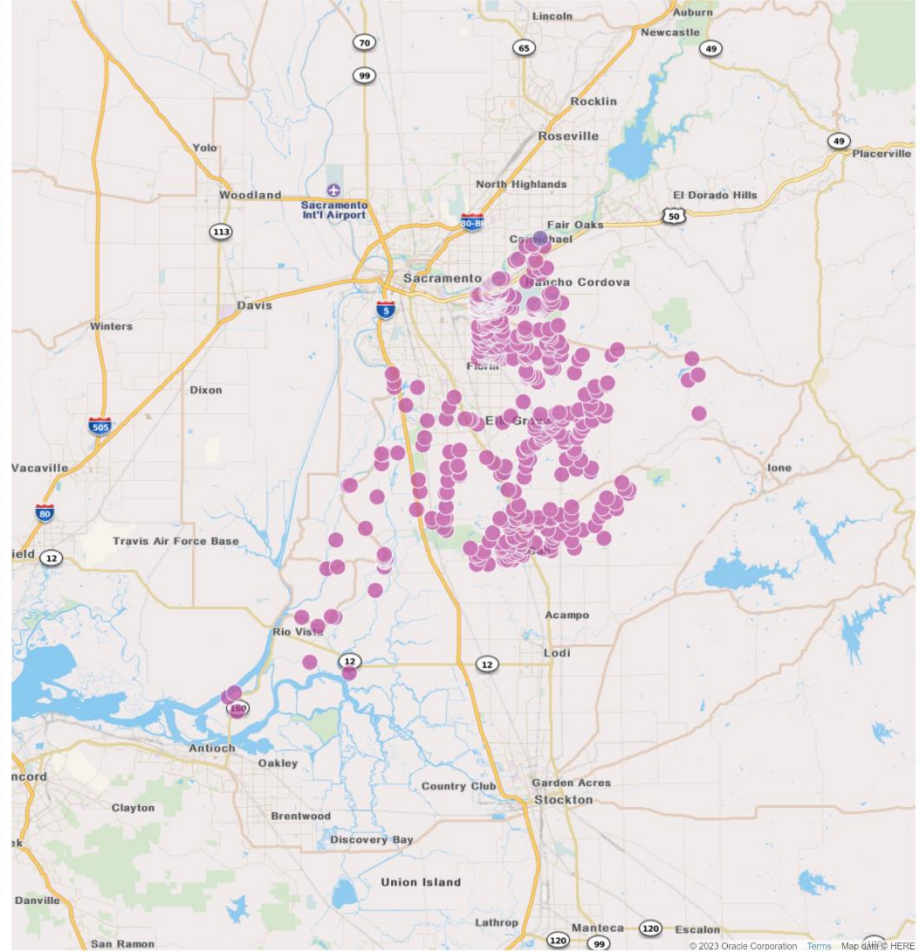 Lincoln
Auburn
Newcastle
70
65
49
99
Rocklin
Roseville
49
Yolo
Placerville
North Highlands
Woodland
El Dorado Hills
Sacramento
Int'l Airport
50
80-B
Fair Oaks
113
Carmichael
Sacramento
Rancho Cordova
Davis
5
Winters
Florin
Dixon
Elk Grove
505
Vacaville
Ione
80
Travis Air Force Base
ield
12
Acampo
Rio Vista
Lodi
12
12
160
Antioch
Oakley
ncord
Country Club
Garden Acres
Stockton
Clayton
Brentwood
ek
Discovery Bay
Union Island
Danville
Lathrop
Manteca
120
Escalon
120
99
San Ramon
© 2023 Oracle Corporation Terms Map data © HERE